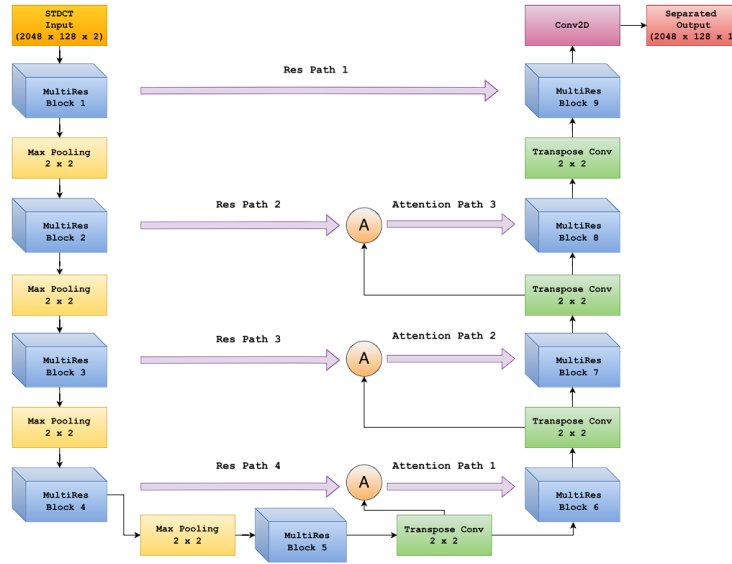 STDCT
Input
(2048 x 128 x 2)
Conv2D
Separated
Output
(2048 x 128 x 1
Res Path 1
MultiRes
Block 1
MultiRes
Block 9
Max Pooling
2 x 2
Transpose Conv
2 x 2
Res Path 2
Attention Path 3
MultiRes
Block 2
A
MultiRes
Block 8
Max Pooling
2 x 2
Transpose Conv
2 x 2
Res Path 3
Attention Path 2
MultiRes
Block 3
A
MultiRes
Block 7
Max Pooling
2 x 2
Transpose Conv
2 x 2
Res Path 4
Attention Path 1
MultiRes
Block 4
A
MultiRes
Block 6
Max Pooling
2 x 2
MultiRes
Block 5
Transpose Conv
2 x 2